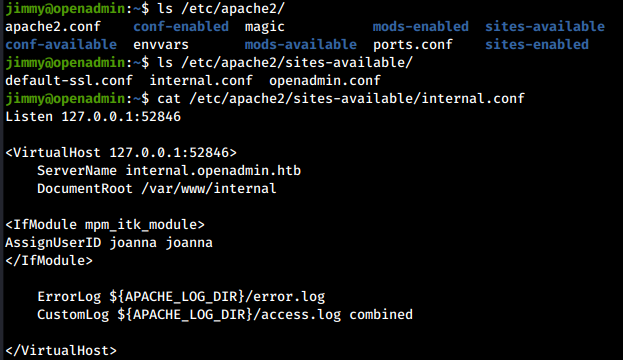 jimmy@openadmin:~$ ls /etc/apache2/
apache2.conf    conf-enabled  magic           mods-enabled  sites-available
conf-available  envvars       mods-available  ports.conf    sites-enabled
jimmy@openadmin:~$ ls /etc/apache2/sites-available/
default-ssl.conf  internal.conf  openadmin.conf
jimmy@openadmin:~$ cat /etc/apache2/sites-available/internal.conf
Listen 127.0.0.1:52846
<VirtualHost 127.0.0.1:52846>
    ServerName internal.openadmin.htb
    DocumentRoot /var/www/internal
<IfModule mpm_itk_module>
AssignUserID joanna joanna
</IfModule>
    ErrorLog ${APACHE_LOG_DIR}/error.log
    CustomLog ${APACHE_LOG_DIR}/access.log combined
</VirtualHost>